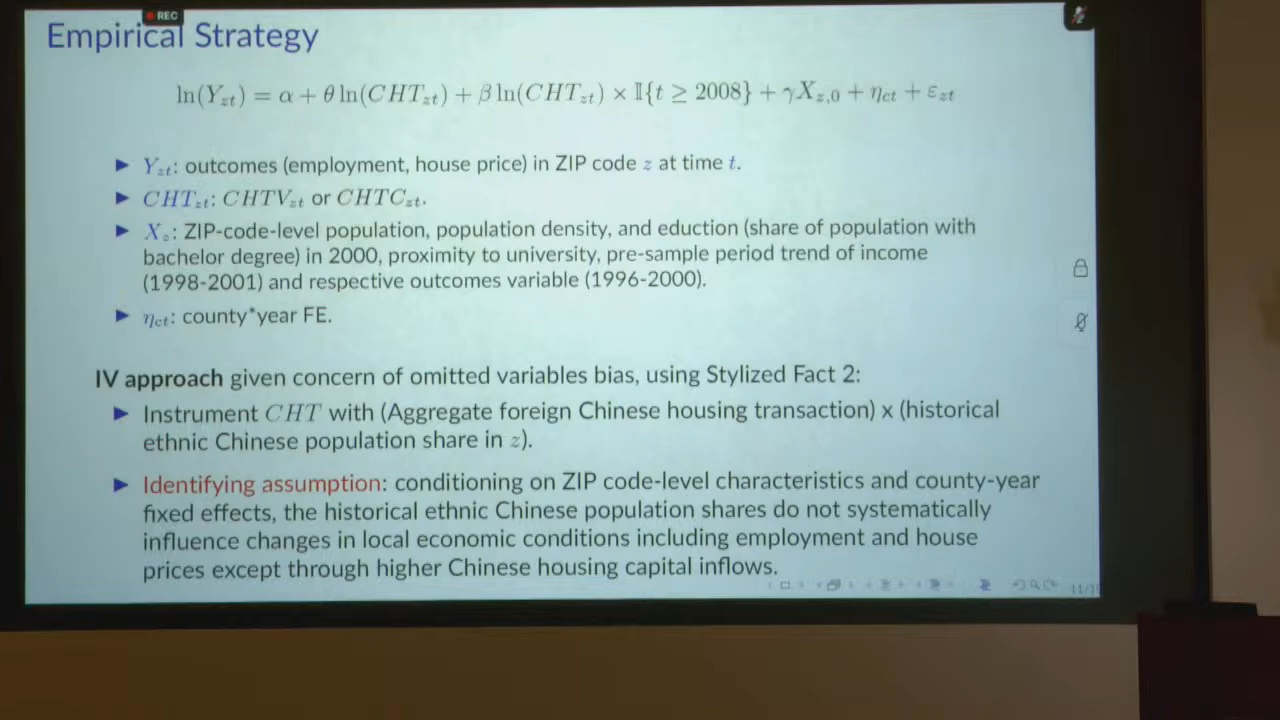 REC
Empirical Strategy
ln(Y_zt) = α + θ ln(CHT_zt) + β ln(CHT_zt) × 𝕀{t ≥ 2008} + γX_z,0 + η_ct + ε_zt
▶ Y_zt: outcomes (employment, house price) in ZIP code z at time t.
▶ CHT_zt: CHTV_zt or CHTC_zt.
▶ X_z: ZIP-code-level population, population density, and eduction (share of population with
bachelor degree) in 2000, proximity to university, pre-sample period trend of income
(1998-2001) and respective outcomes variable (1996-2000).
▶ η_ct: county*year FE.
IV approach given concern of omitted variables bias, using Stylized Fact 2:
▶ Instrument CHT with (Aggregate foreign Chinese housing transaction) x (historical
ethnic Chinese population share in z).
▶ Identifying assumption: conditioning on ZIP code-level characteristics and county-year
fixed effects, the historical ethnic Chinese population shares do not systematically
influence changes in local economic conditions including employment and house
prices except through higher Chinese housing capital inflows.